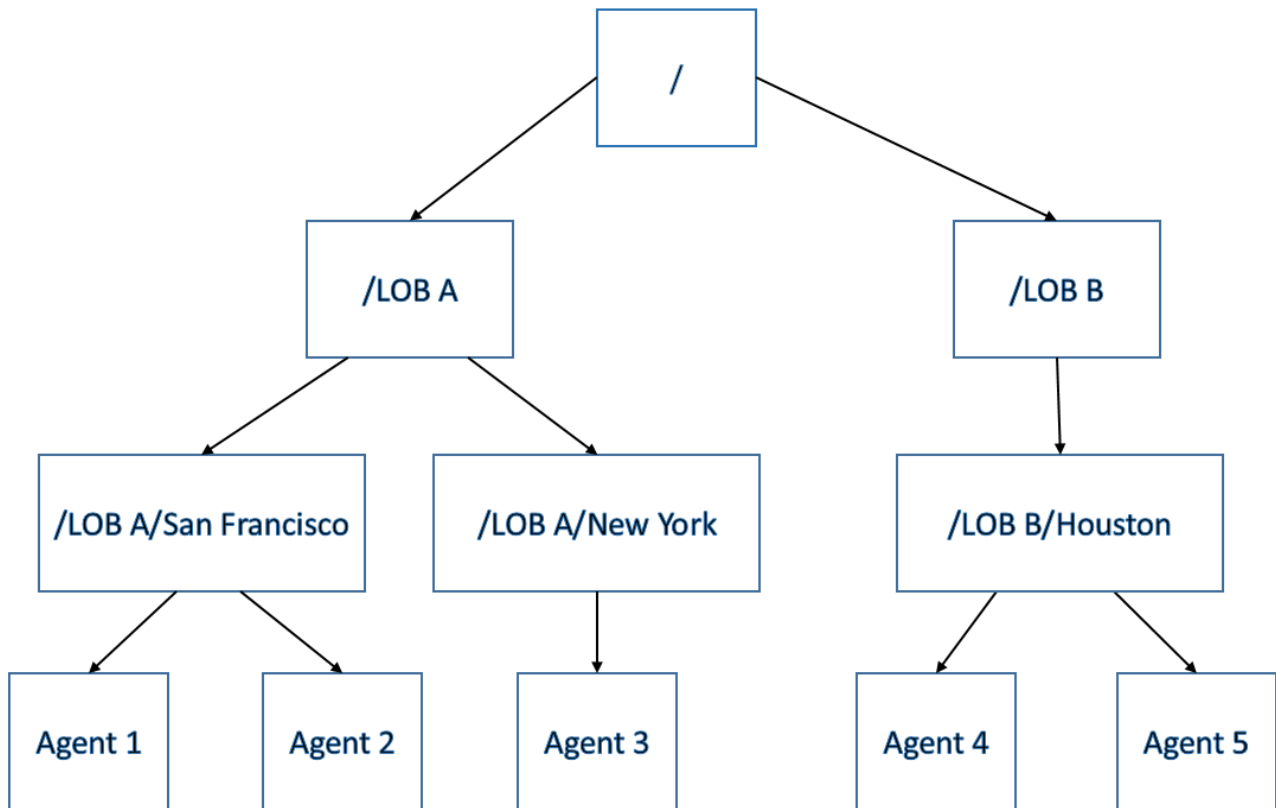 /
/LOB A
/LOB B
/LOB A/San Francisco
/LOB A/New York
/LOB B/Houston
Agent 1
Agent 2
Agent 3
Agent 4
Agent 5